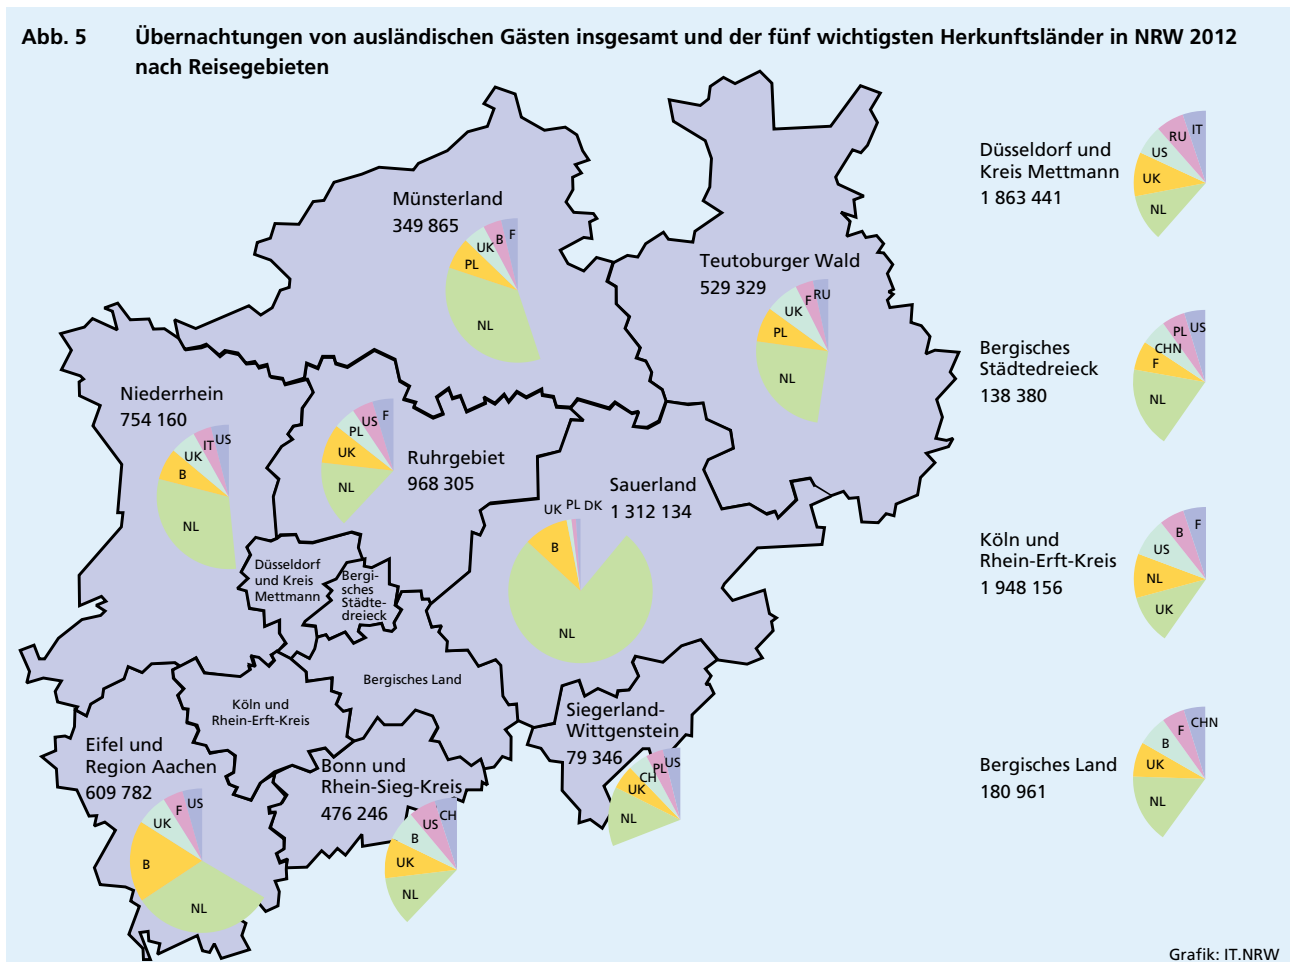 Abb. 5 Übernachtungen von ausländischen Gästen insgesamt und der fünf wichtigsten Herkunftsländer in NRW 2012
nach Reisegebieten
Münsterland
349 865
NL
PL
UK
B
F
Teutoburger Wald
529 329
NL
PL
UK
F
RU
Niederrhein
754 160
NL
B
UK
IT
US
Ruhrgebiet
968 305
NL
UK
PL
US
F
Sauerland
1 312 134
NL
B
UK
PL
DK
Düsseldorf
und Kreis
Mettmann
Bergi-
sches
Städte-
dreieck
Bergisches Land
Köln und
Rhein-Erft-Kreis
Eifel und
Region Aachen
609 782
NL
B
UK
F
US
Bonn und
Rhein-Sieg-Kreis
476 246
NL
UK
B
US
CH
Siegerland-
Wittgenstein
79 346
NL
UK
CH
PL
US
Düsseldorf und
Kreis Mettmann
1 863 441
NL
UK
US
RU
IT
Bergisches
Städtedreieck
138 380
NL
F
CHN
PL
US
Köln und
Rhein-Erft-Kreis
1 948 156
UK
NL
US
B
F
Bergisches Land
180 961
NL
UK
B
F
CHN
Grafik: IT.NRW